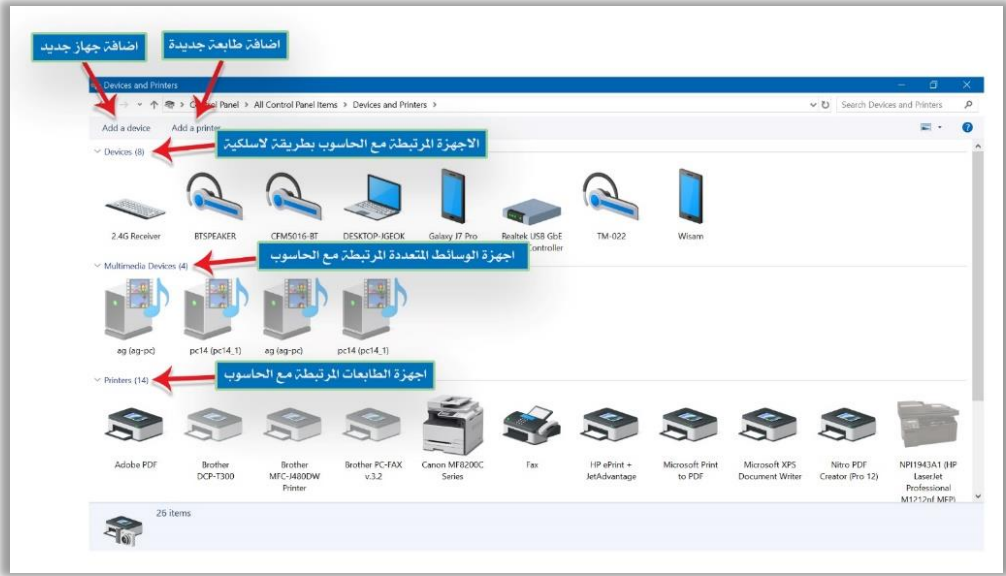 اضافة جهاز جديد
اضافة طابعة جديدة
Devices and Printers
Control Panel > All Control Panel Items > Devices and Printers >
Search Devices and Printers
Add a device
Add a printer
الاجهزة المرتبطة مع الحاسوب بطريقة لاسلكية
Devices (8)
2.4G Receiver
BTSPEAKER
CFM5016-BT
DESKTOP-JGEOK
Galaxy J7 Pro
Realtek USB GbE
Controller
TM-022
Wisam
اجهزة الوسائط المتعددة المرتبطة مع الحاسوب
Multimedia Devices (4)
ag (ag-pc)
pc14 (pc14_1)
ag (ag-pc)
pc14 (pc14_1)
اجهزة الطابعات المرتبطة مع الحاسوب
Printers (14)
Adobe PDF
Brother
DCP-T300
Brother
MFC-J480DW
Printer
Brother PC-FAX
v.3.2
Canon MF8200C
Series
Fax
HP ePrint +
JetAdvantage
Microsoft Print
to PDF
Microsoft XPS
Document Writer
Nitro PDF
Creator (Pro 12)
NPI1943A1 (HP
LaserJet
Professional
M1212nf MFP)
26 items